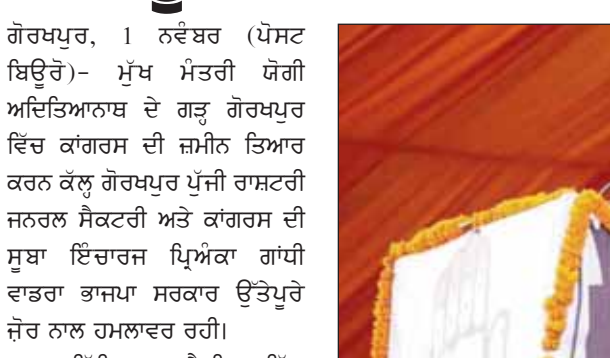 ਗੋਰਖਪੁਰ, 1 ਨਵੰਬਰ (ਪੋਸਟ
ਬਿਊਰੋ)- ਮੁੱਖ ਮੰਤਰੀ ਯੋਗੀ
ਅਦਿਤਿਆਨਾਥ ਦੇ ਗੜ੍ਹ ਗੋਰਖਪੁਰ
ਵਿੱਚ ਕਾਂਗਰਸ ਦੀ ਜ਼ਮੀਨ ਤਿਆਰ
ਕਰਨ ਕੱਲ੍ਹ ਗੋਰਖਪੁਰ ਪੁੱਜੀ ਰਾਸ਼ਟਰੀ
ਜਨਰਲ ਸੈਕਟਰੀ ਅਤੇ ਕਾਂਗਰਸ ਦੀ
ਸੂਬਾ ਇੰਚਾਰਜ ਪ੍ਰਿਅੰਕਾ ਗਾਂਧੀ
ਵਾਡਰਾ ਭਾਜਪਾ ਸਰਕਾਰ ਉੱਤੇਪੂਰੇ
ਜ਼ੋਰ ਨਾਲ ਹਮਲਾਵਰ ਰਹੀ।